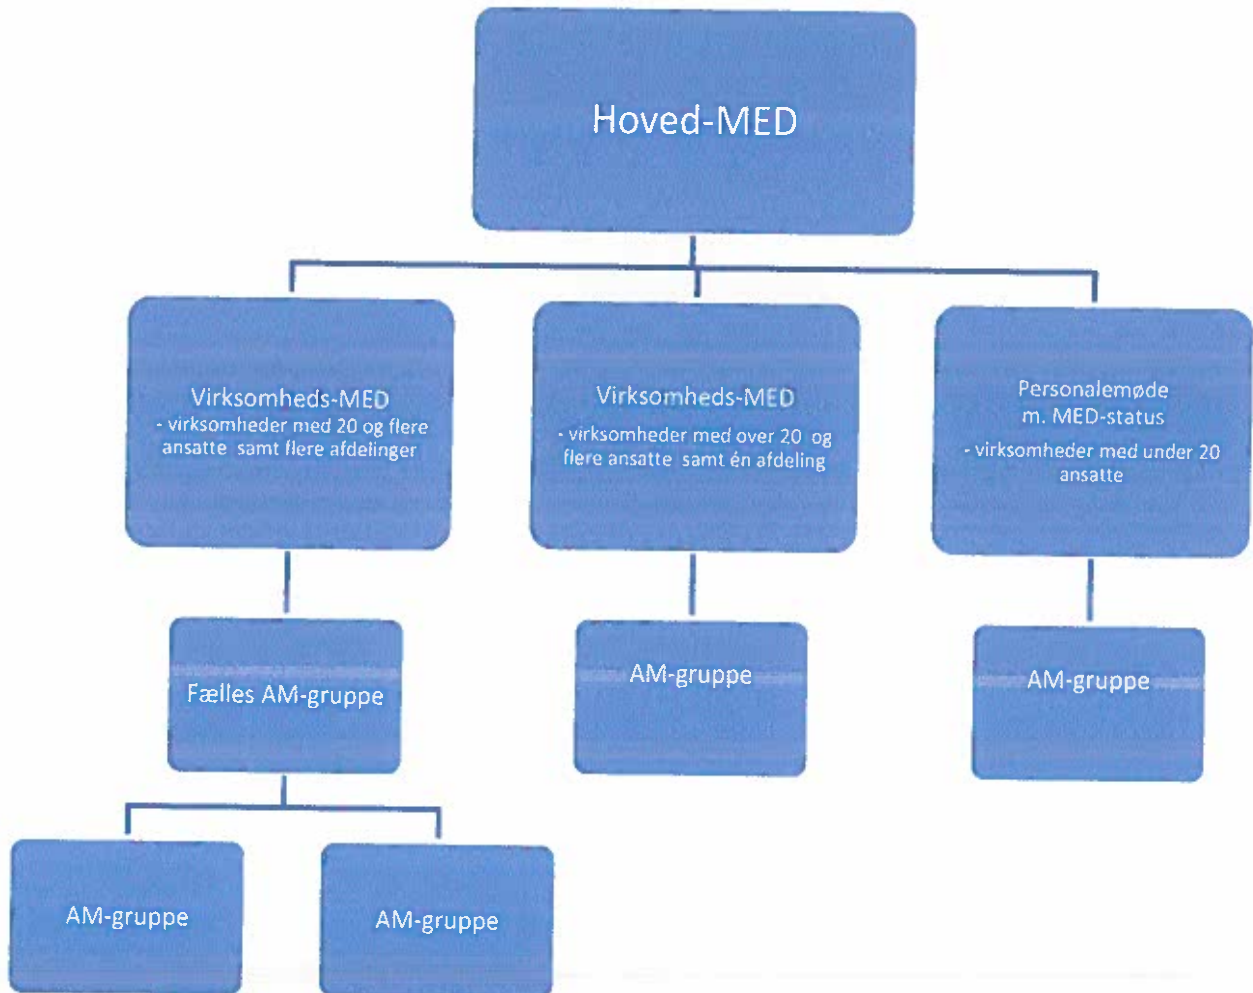 Hoved-MED
Virksomheds-MED
- virksomheder med 20 og flere
ansatte samt flere afdelinger
Virksomheds-MED
- virksomheder med over 20 og
flere ansatte samt én afdeling
Personalemøde
m. MED-status
- virksomheder med under 20
ansatte
Fælles AM-gruppe
AM-gruppe
AM-gruppe
AM-gruppe
AM-gruppe